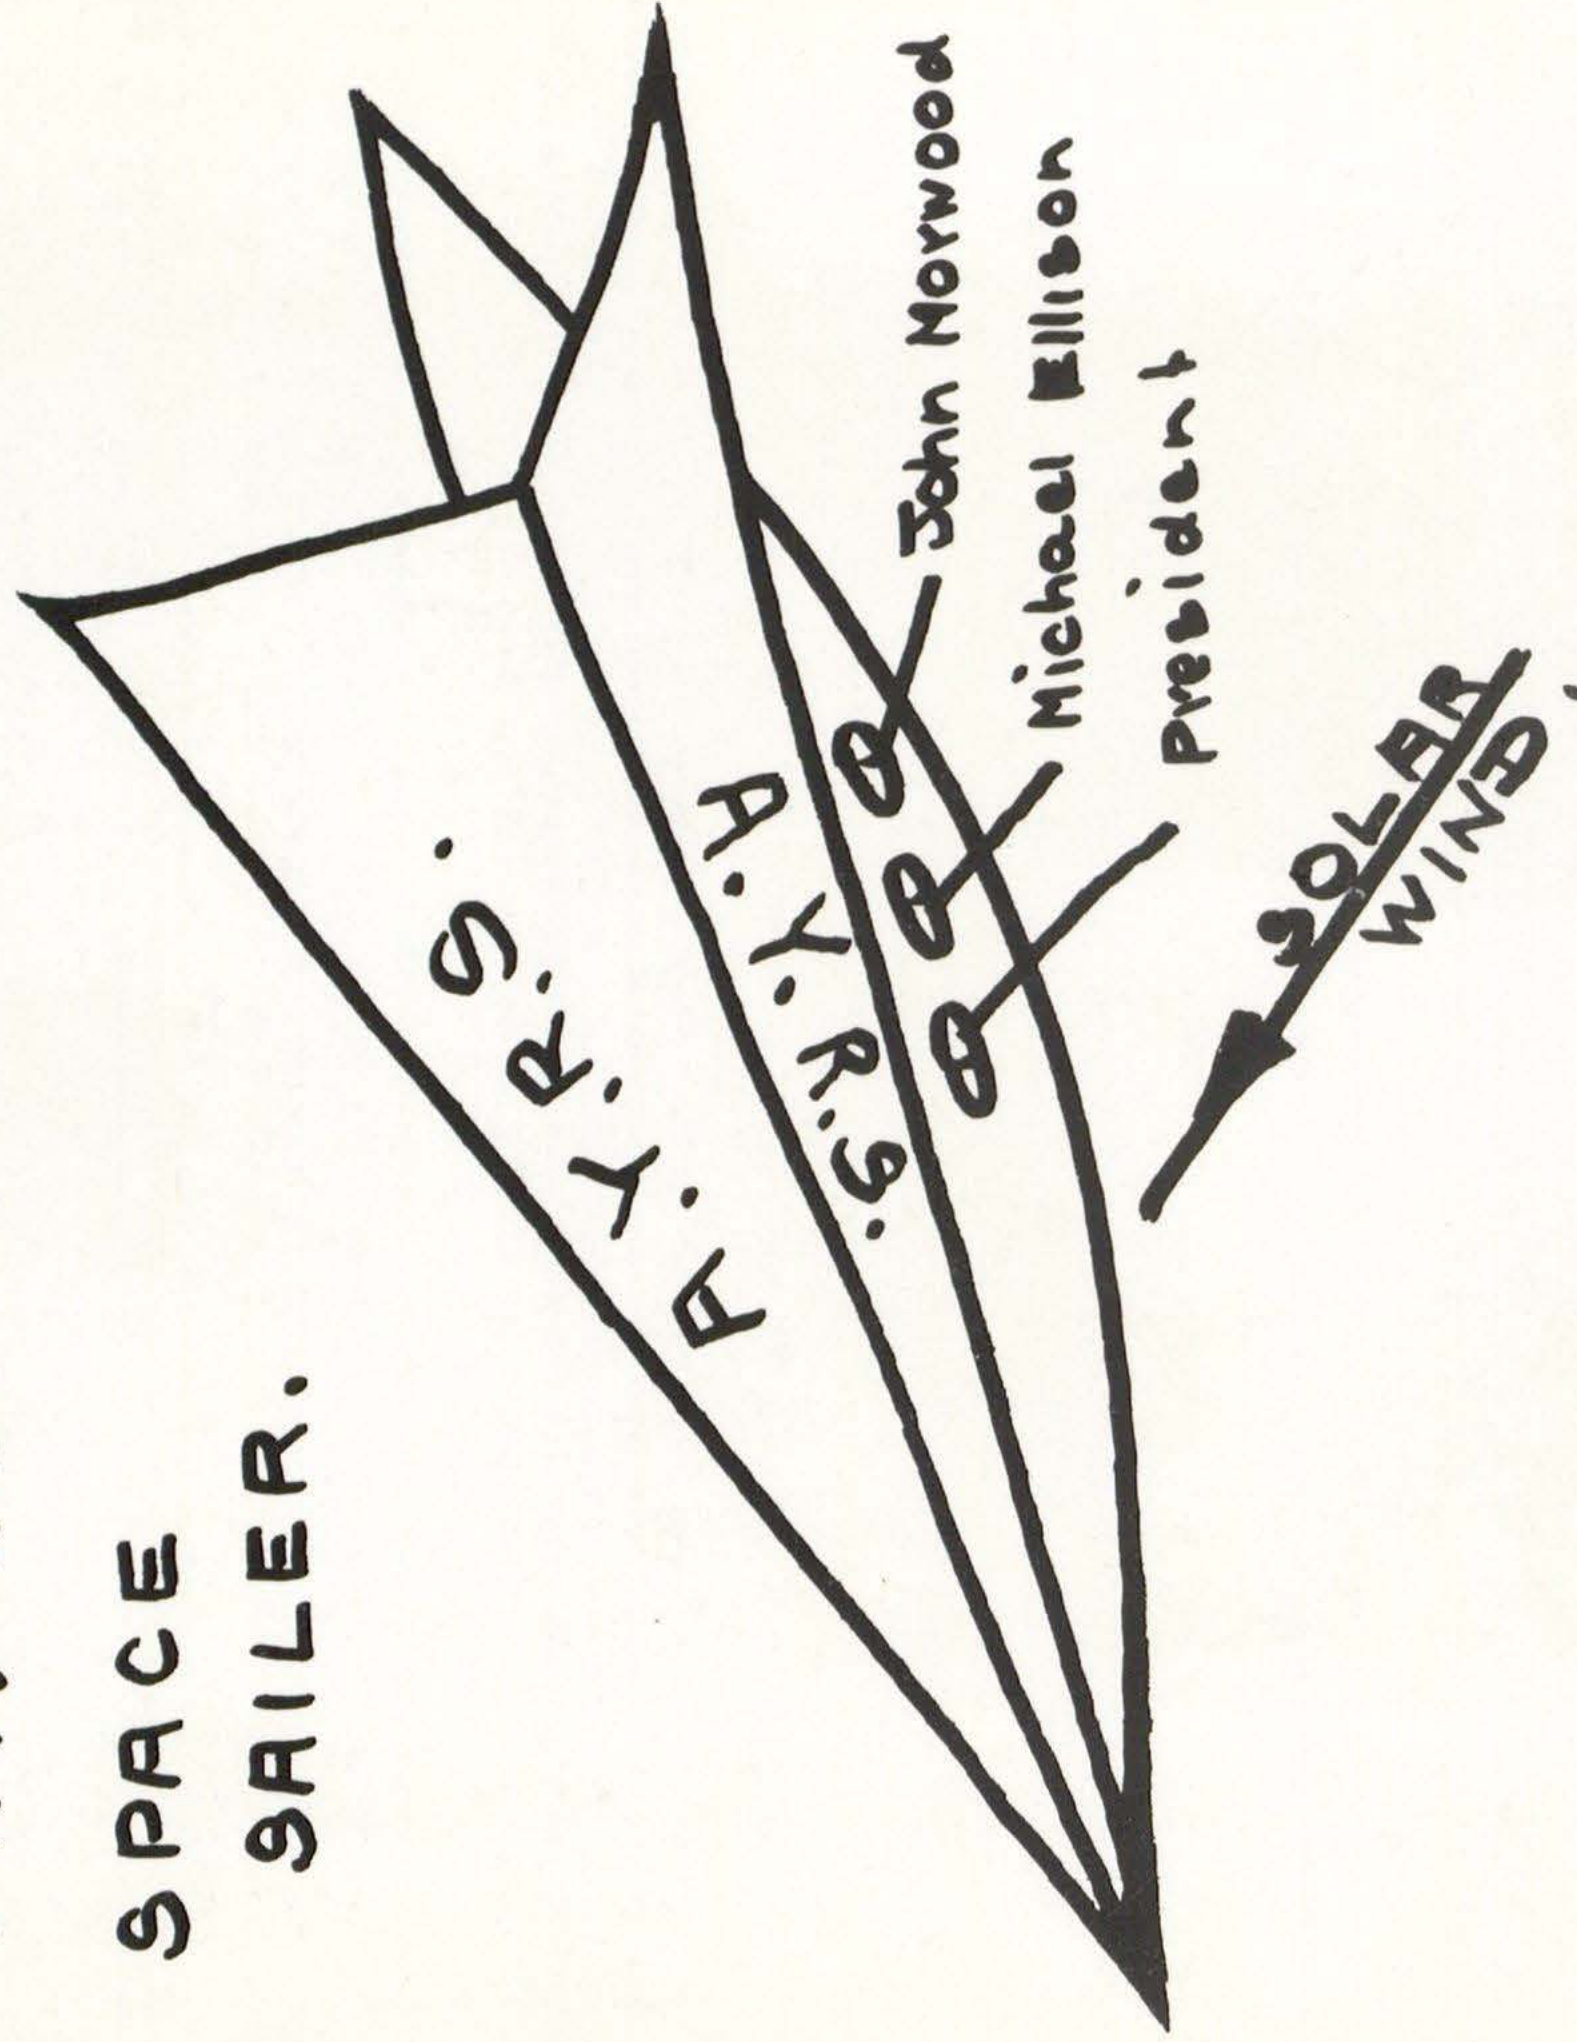 SPACE
SAILER.
A.Y.R.S.
A.Y.R.S.
John Morwood
Michael Ellison
President
SOLAR
WIND